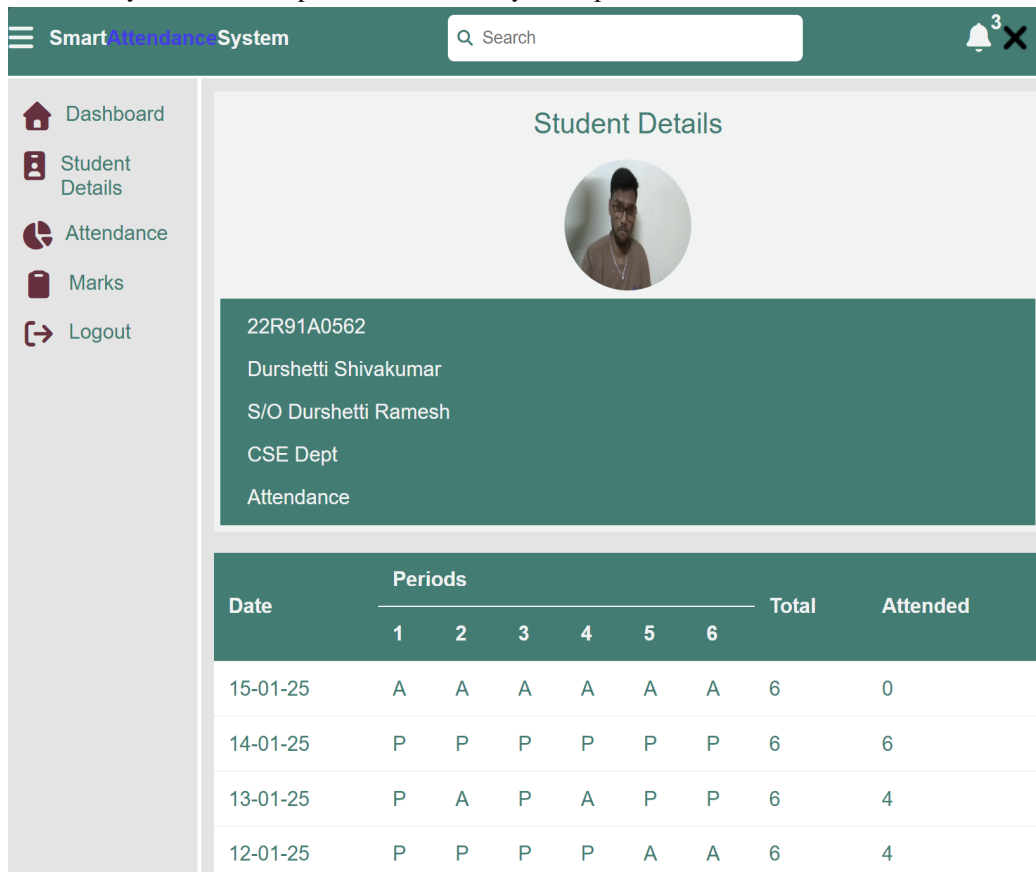 SmartAttendanceSystem
Search
3
Dashboard
Student
Details
Attendance
Marks
Logout
Student Details
22R91A0562
Durshetti Shivakumar
S/O Durshetti Ramesh
CSE Dept
Attendance
Date Periods Total Attended
1 2 3 4 5 6
15-01-25 A A A A A A 6 0
14-01-25 P P P P P P 6 6
13-01-25 P A P A P P 6 4
12-01-25 P P P P A A 6 4